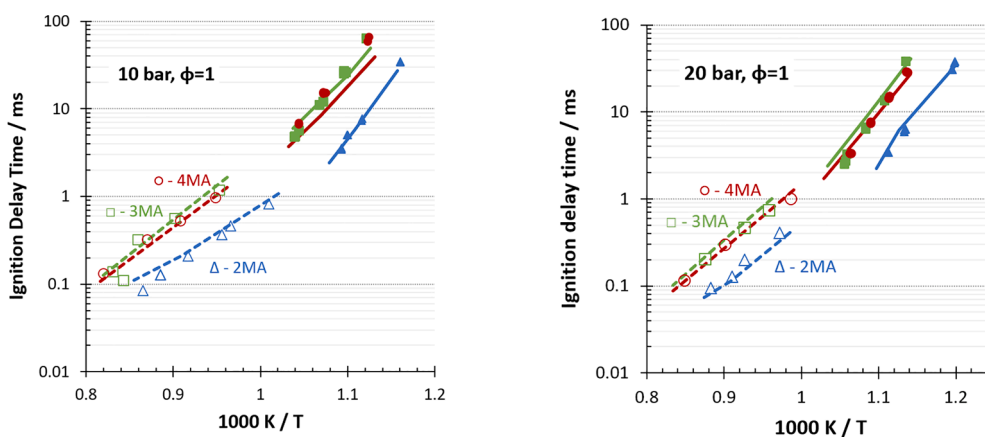 100
10
1
0.1
0.01
Ignition Delay Time / ms
10 bar, ϕ=1
○ - 4MA
□ - 3MA
Δ - 2MA
0.8
0.9
1
1.1
1.2
1000 K / T
100
10
1
0.1
0.01
Ignition delay time / ms
20 bar, ϕ=1
○ - 4MA
□ - 3MA
Δ - 2MA
0.8
0.9
1
1.1
1.2
1000 K / T